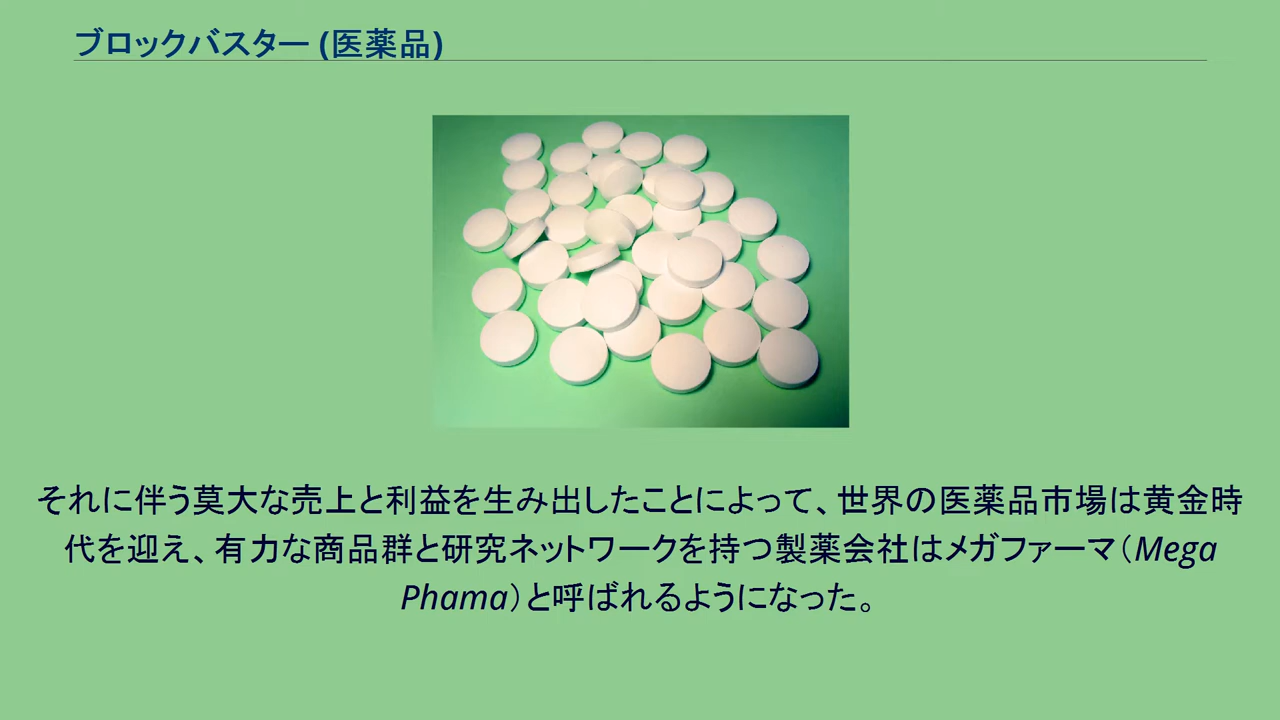 ブロックバスター (医薬品)
それに伴う莫大な売上と利益を生み出したことによって、世界の医薬品市場は黄金時
代を迎え、有力な商品群と研究ネットワークを持つ製薬会社はメガファーマ（Mega
Phama）と呼ばれるようになった。